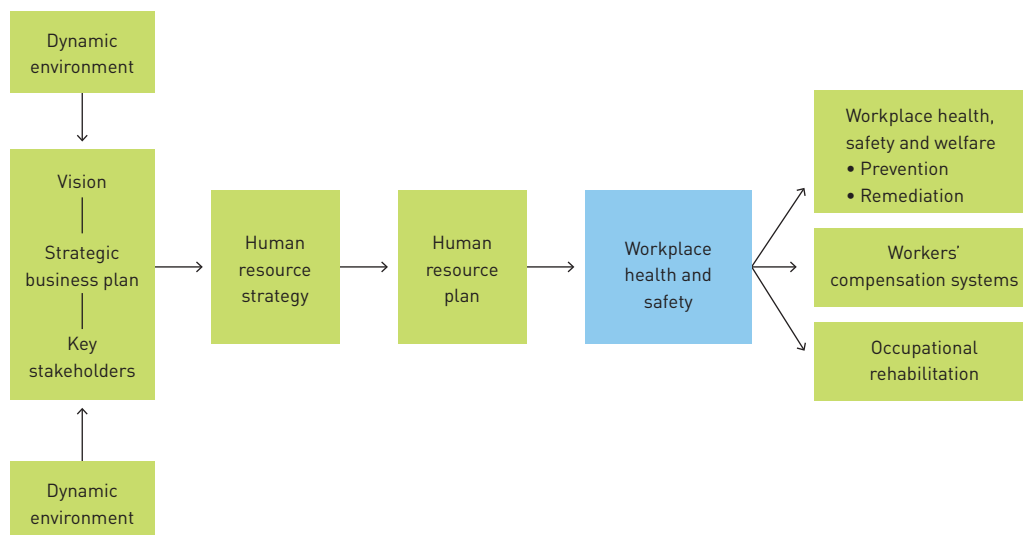 Dynamic
environment
Vision
Strategic
business plan
Key
stakeholders
Dynamic
environment
Human
resource
strategy
Human
resource
plan
Workplace
health and
safety
Workplace health,
safety and welfare
• Prevention
• Remediation
Workers’
compensation systems
Occupational
rehabilitation